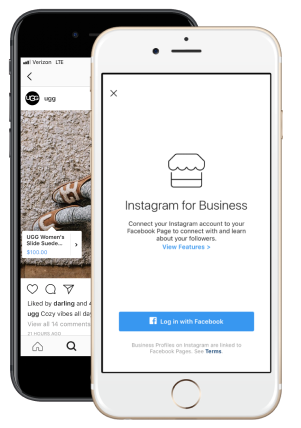 Verizon LTE
UGG
ugg
UGG Women's
Slide Suede...
$100.00
Liked by darling and
ugg Cozy vibes all day
View all 14 comments
21 HOURS AGO
Instagram for Business
Connect your Instagram account to your
Facebook Page to connect with and learn
about your followers.
View Features >
f Log in with Facebook
Business Profiles on Instagram are linked to
Facebook Pages. See Terms.